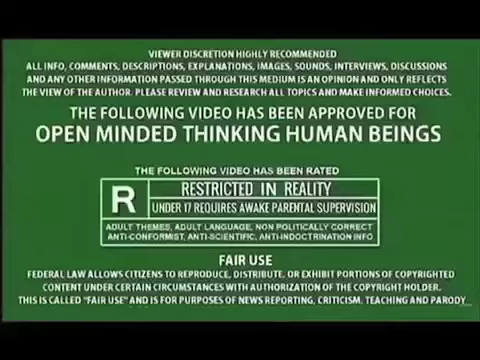 VIEWER DISCRETION HIGHLY RECOMMENDED
ALL INFO, COMMENTS, DESCRIPTIONS, EXPLANATIONS, IMAGES, SOUNDS, INTERVIEWS, DISCUSSIONS
AND ANY OTHER INFORMATION PASSED THROUGH THIS MEDIUM IS AN OPINION AND ONLY REFLECTS
THE VIEW OF THE AUTHOR. PLEASE REVIEW AND RESEARCH ALL TOPICS AND MAKE INFORMED CHOICES.
THE FOLLOWING VIDEO HAS BEEN APPROVED FOR
OPEN MINDED THINKING HUMAN BEINGS
THE FOLLOWING VIDEO HAS BEEN RATED
R
RESTRICTED IN REALITY
UNDER 17 REQUIRES AWAKE PARENTAL SUPERVISION
ADULT THEMES, ADULT LANGUAGE, NON POLITICALLY CORRECT
ANTI-CONFORMIST, ANTI-SCIENTIFIC, ANTI-INDOCTRINATION INFO
FAIR USE
FEDERAL LAW ALLOWS CITIZENS TO REPRODUCE, DISTRIBUTE, OR EXHIBIT PORTIONS OF COPYRIGHTED
CONTENT UNDER CERTAIN CIRCUMSTANCES WITH AUTHORIZATION OF THE COPYRIGHT HOLDER.
THIS IS CALLED "FAIR USE" AND IS FOR PURPOSES OF NEWS REPORTING, CRITICISM, TEACHING AND PARODY...